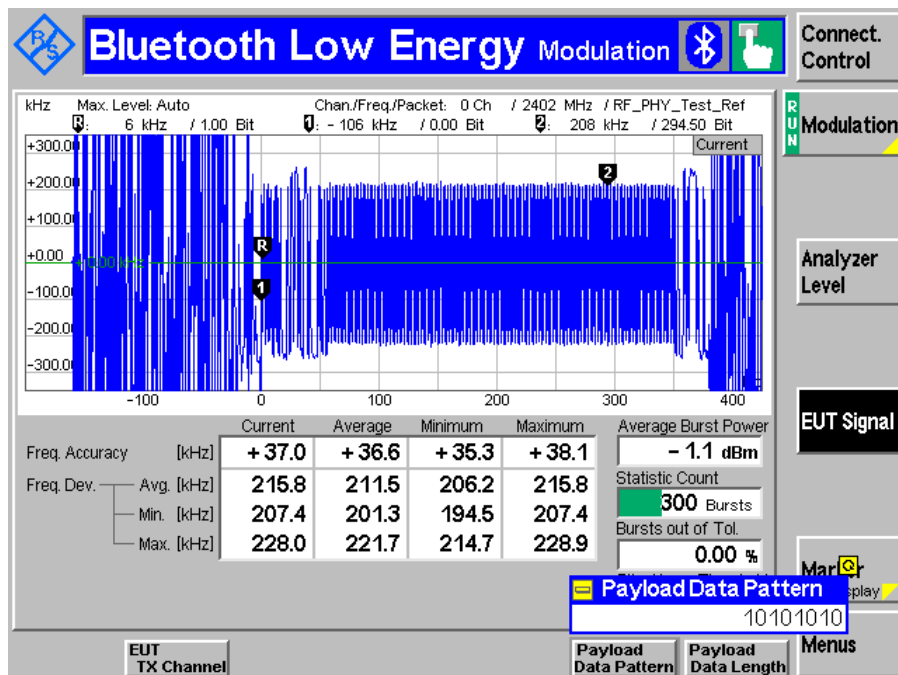 R/S
Bluetooth Low Energy Modulation
Connect.
Control
kHz Max. Level: Auto Chan./Freq./Packet: 0 Ch / 2402 MHz / RF_PHY_Test_Ref
R: 6 kHz / 1.00 Bit 1: - 106 kHz / 0.00 Bit 2: 208 kHz / 294.50 Bit
RUN
Modulation
Current
+300.00
+200.00
+100.00
+0.00
-100.00
-200.00
-300.00
+0.00 kHz
2
R
1
-100 0 100 200 300 400
Analyzer
Level
EUT Signal
Current Average Minimum Maximum Average Burst Power
Freq. Accuracy [kHz] +37.0 +36.6 +35.3 +38.1 - 1.1 dBm
Freq. Dev. Avg. [kHz] 215.8 211.5 206.2 215.8
Statistic Count
Min. [kHz] 207.4 201.3 194.5 207.4 300 Bursts
Bursts out of Tol.
Max. [kHz] 228.0 221.7 214.7 228.9 0.00 %
Payload Data Pattern
10101010
Menus
EUT
TX Channel
Payload
Data Pattern
Payload
Data Length